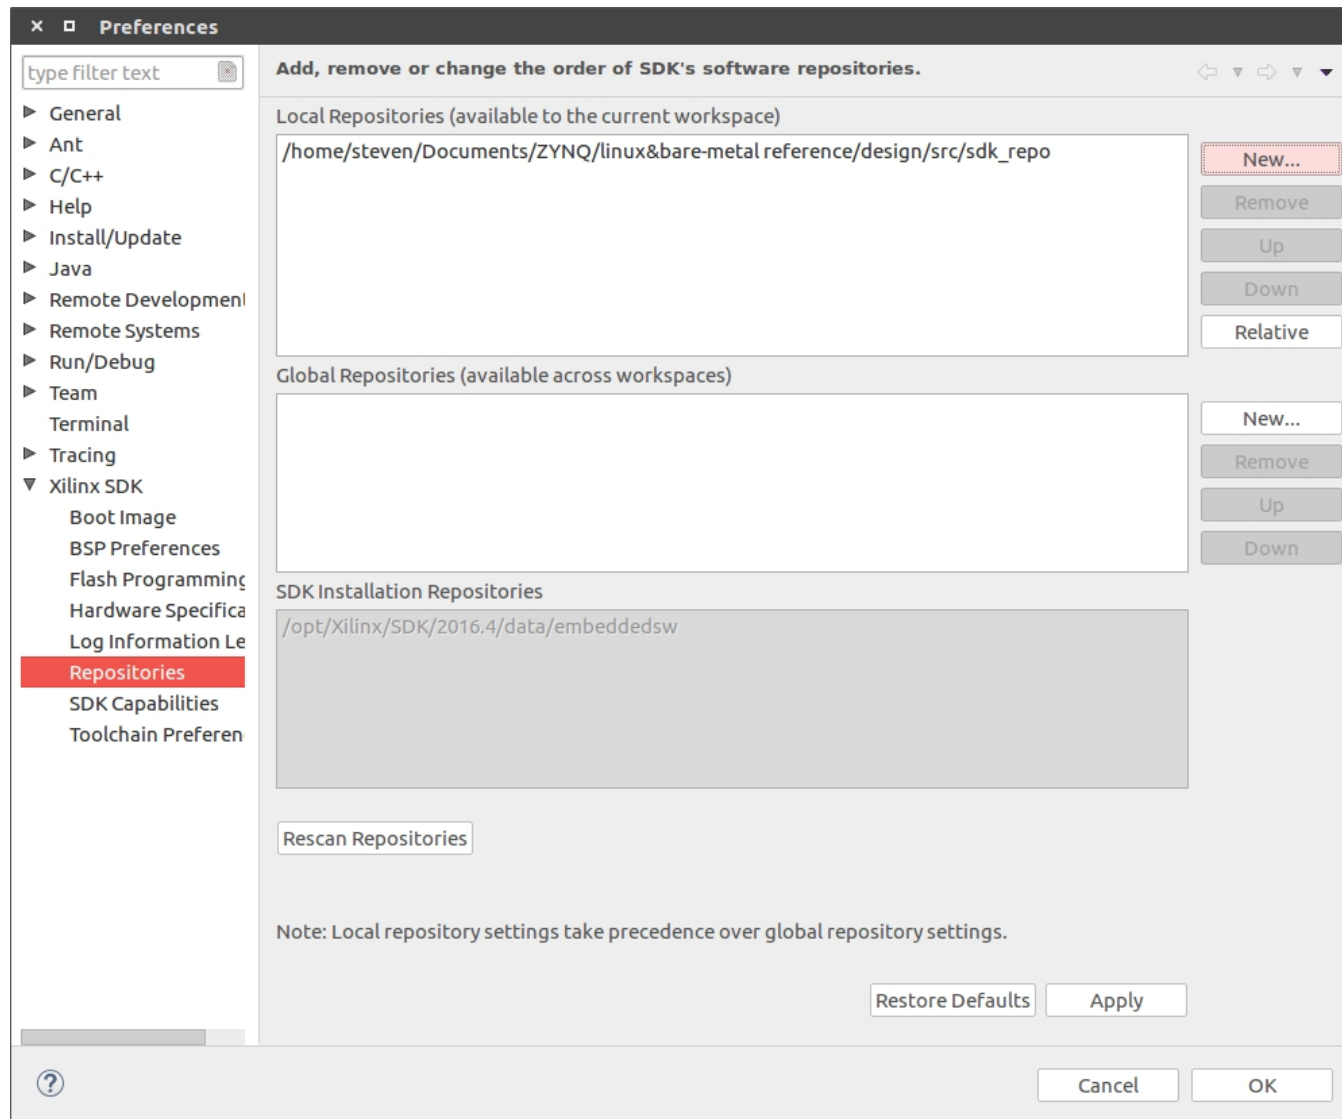 Preferences
type filter text
General
Ant
C/C++
Help
Install/Update
Java
Remote Development
Remote Systems
Run/Debug
Team
Terminal
Tracing
Xilinx SDK
Boot Image
BSP Preferences
Flash Programming
Hardware Specifica
Log Information Le
Repositories
SDK Capabilities
Toolchain Preferen
Add, remove or change the order of SDK's software repositories.
Local Repositories (available to the current workspace)
/home/steven/Documents/ZYNQ/linux&bare-metal reference/design/src/sdk_repo
New...
Remove
Up
Down
Relative
Global Repositories (available across workspaces)
New...
Remove
Up
Down
SDK Installation Repositories
/opt/Xilinx/SDK/2016.4/data/embeddedsw
Rescan Repositories
Note: Local repository settings take precedence over global repository settings.
Restore Defaults
Apply
?
Cancel
OK